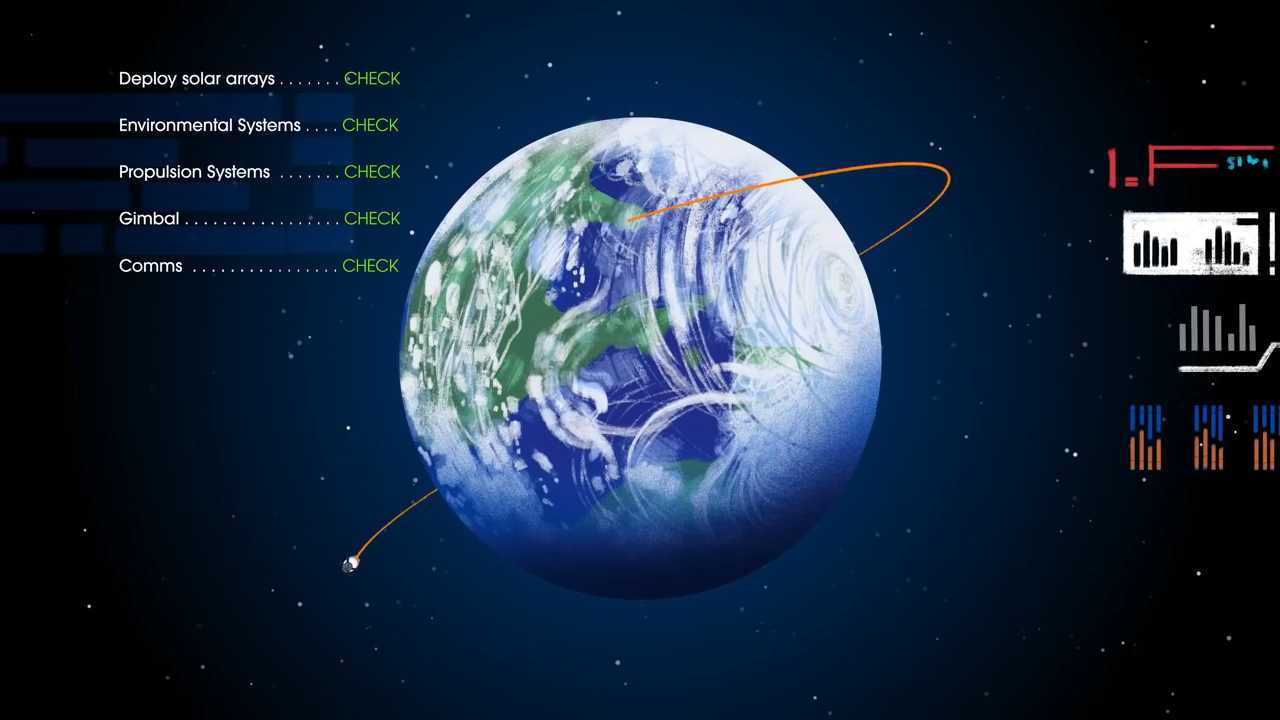 Deploy solar arrays . . . . . . . CHECK
Environmental Systems . . . . CHECK
Propulsion Systems . . . . . . . CHECK
Gimbal . . . . . . . . . . . . . . . . . CHECK
Comms . . . . . . . . . . . . . . . . CHECK